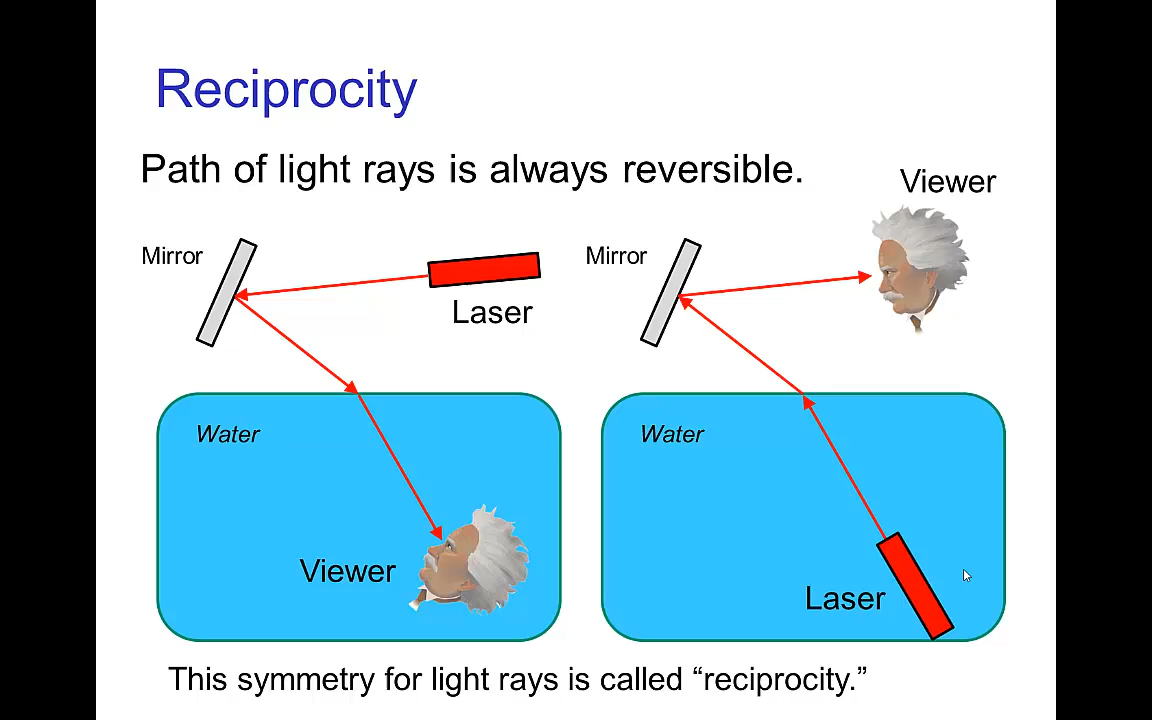 Reciprocity
Path of light rays is always reversible.
Viewer
Mirror
Laser
Mirror
Water
Viewer
Water
Laser
This symmetry for light rays is called “reciprocity.”